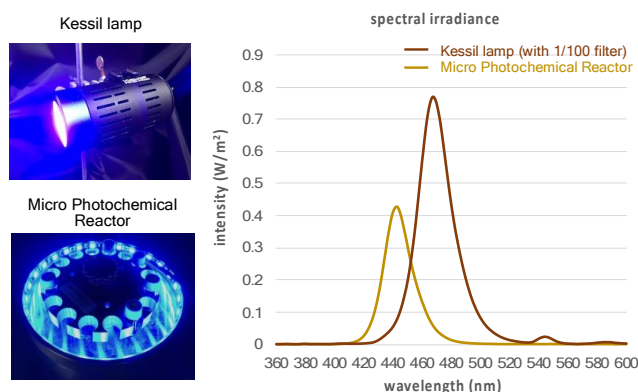 Kessil lamp
Micro Photochemical
Reactor
spectral irradiance
Kessil lamp (with 1/100 filter)
Micro Photochemical Reactor
intensity (W/m²)
0.9
0.8
0.7
0.6
0.5
0.4
0.3
0.2
0.1
0
360 380 400 420 440 460 480 500 520 540 560 580 600
wavelength (nm)